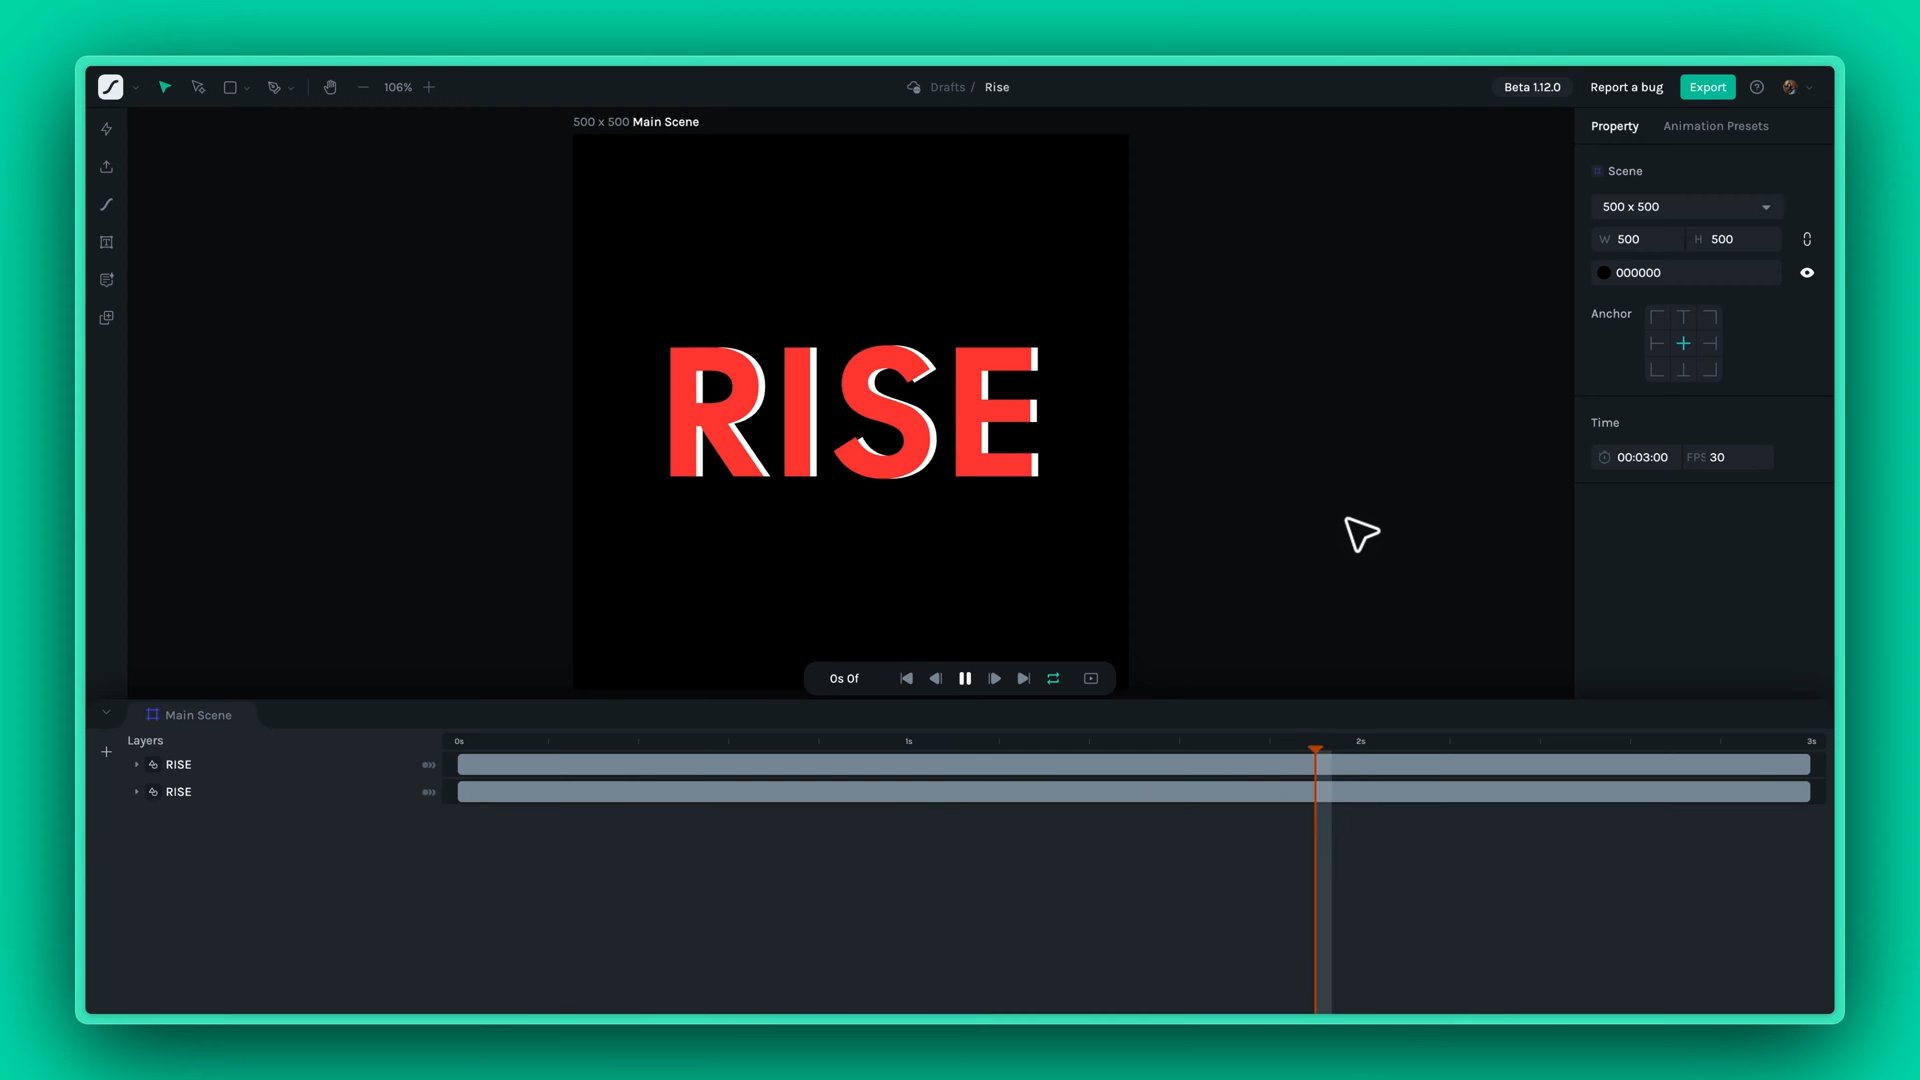 106%
Drafts / Rise
Beta 1.12.0
Report a bug
Export
500 x 500 Main Scene
Property
Animation Presets
Scene
500 x 500
W 500
H 500
000000
Anchor
Time
00:03:00
FPS 30
RISE
0s 0f
Main Scene
Layers
0s
1s
2s
3s
RISE
RISE